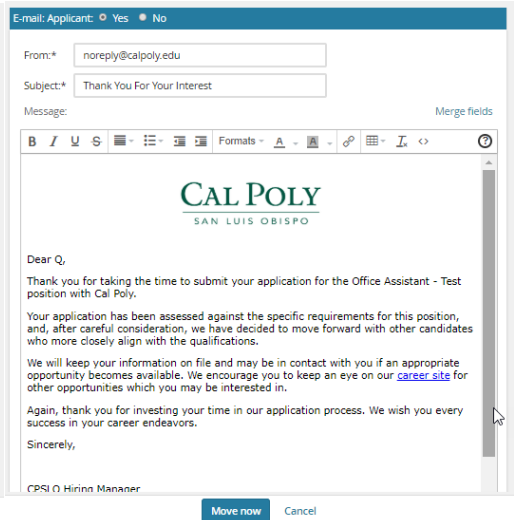 E-mail: Applicant: Yes No
From:* noreply@calpoly.edu
Subject:* Thank You For Your Interest
Message: Merge fields
B I U S Formats A A
CAL POLY
SAN LUIS OBISPO
Dear Q,
Thank you for taking the time to submit your application for the Office Assistant - Test
position with Cal Poly.
Your application has been assessed against the specific requirements for this position,
and, after careful consideration, we have decided to move forward with other candidates
who more closely align with the qualifications.
We will keep your information on file and may be in contact with you if an appropriate
opportunity becomes available. We encourage you to keep an eye on our career site for
other opportunities which you may be interested in.
Again, thank you for investing your time in our application process. We wish you every
success in your career endeavors.
Sincerely,
CPSLO Hiring Manager
Move now Cancel